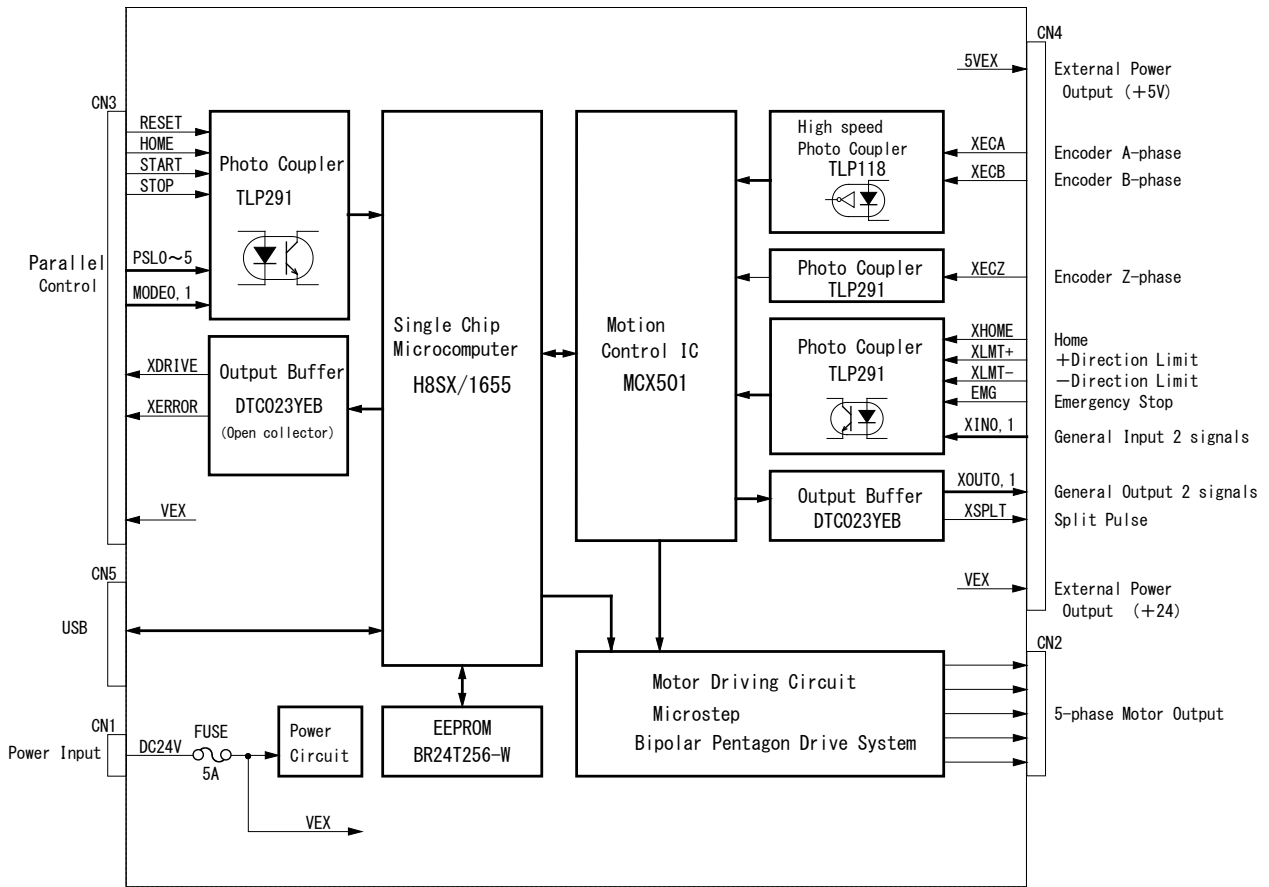 CN3
Parallel
Control
RESET
HOME
START
STOP
PSL0～5
MODE0,1
Photo Coupler
TLP291
XDRIVE
XERROR
Output Buffer
DTC023YEB
(Open collector)
VEX
CN5
USB
CN1
Power Input
DC24V
FUSE
5A
Power
Circuit
VEX
Single Chip
Microcomputer
H8SX/1655
EEPROM
BR24T256-W
Motion
Control IC
MCX501
High speed
Photo Coupler
TLP118
Photo Coupler
TLP291
Photo Coupler
TLP291
Output Buffer
DTC023YEB
Motor Driving Circuit
Microstep
Bipolar Pentagon Drive System
CN4
5VEX
External Power
Output (＋5V)
XECA
Encoder A-phase
XECB
Encoder B-phase
XECZ
Encoder Z-phase
XHOME
Home
XLMT+
＋Direction Limit
XLMT-
－Direction Limit
EMG
Emergency Stop
XIN0,1
General Input 2 signals
XOUT0,1
General Output 2 signals
XSPLT
Split Pulse
VEX
External Power
Output (＋24)
CN2
5-phase Motor Output